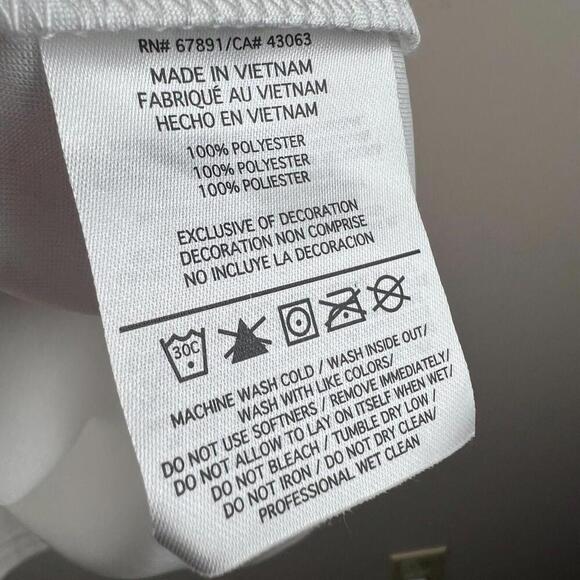 RN# 67891/CA# 43063
MADE IN VIETNAM
FABRIQUÉ AU VIETNAM
HECHO EN VIETNAM
100% POLYESTER
100% POLYESTER
100% POLIESTER
EXCLUSIVE OF DECORATION
DECORATION NON COMPRISE
NO INCLUYE LA DECORACION
30C
MACHINE WASH COLD / WASH INSIDE OUT/
WASH WITH LIKE COLORS/
DO NOT USE SOFTNERS / REMOVE IMMEDIATELY/
DO NOT ALLOW TO LAY ON ITSELF WHEN WET/
DO NOT BLEACH / TUMBLE DRY LOW /
DO NOT IRON / DO NOT DRY CLEAN/
PROFESSIONAL WET CLEAN